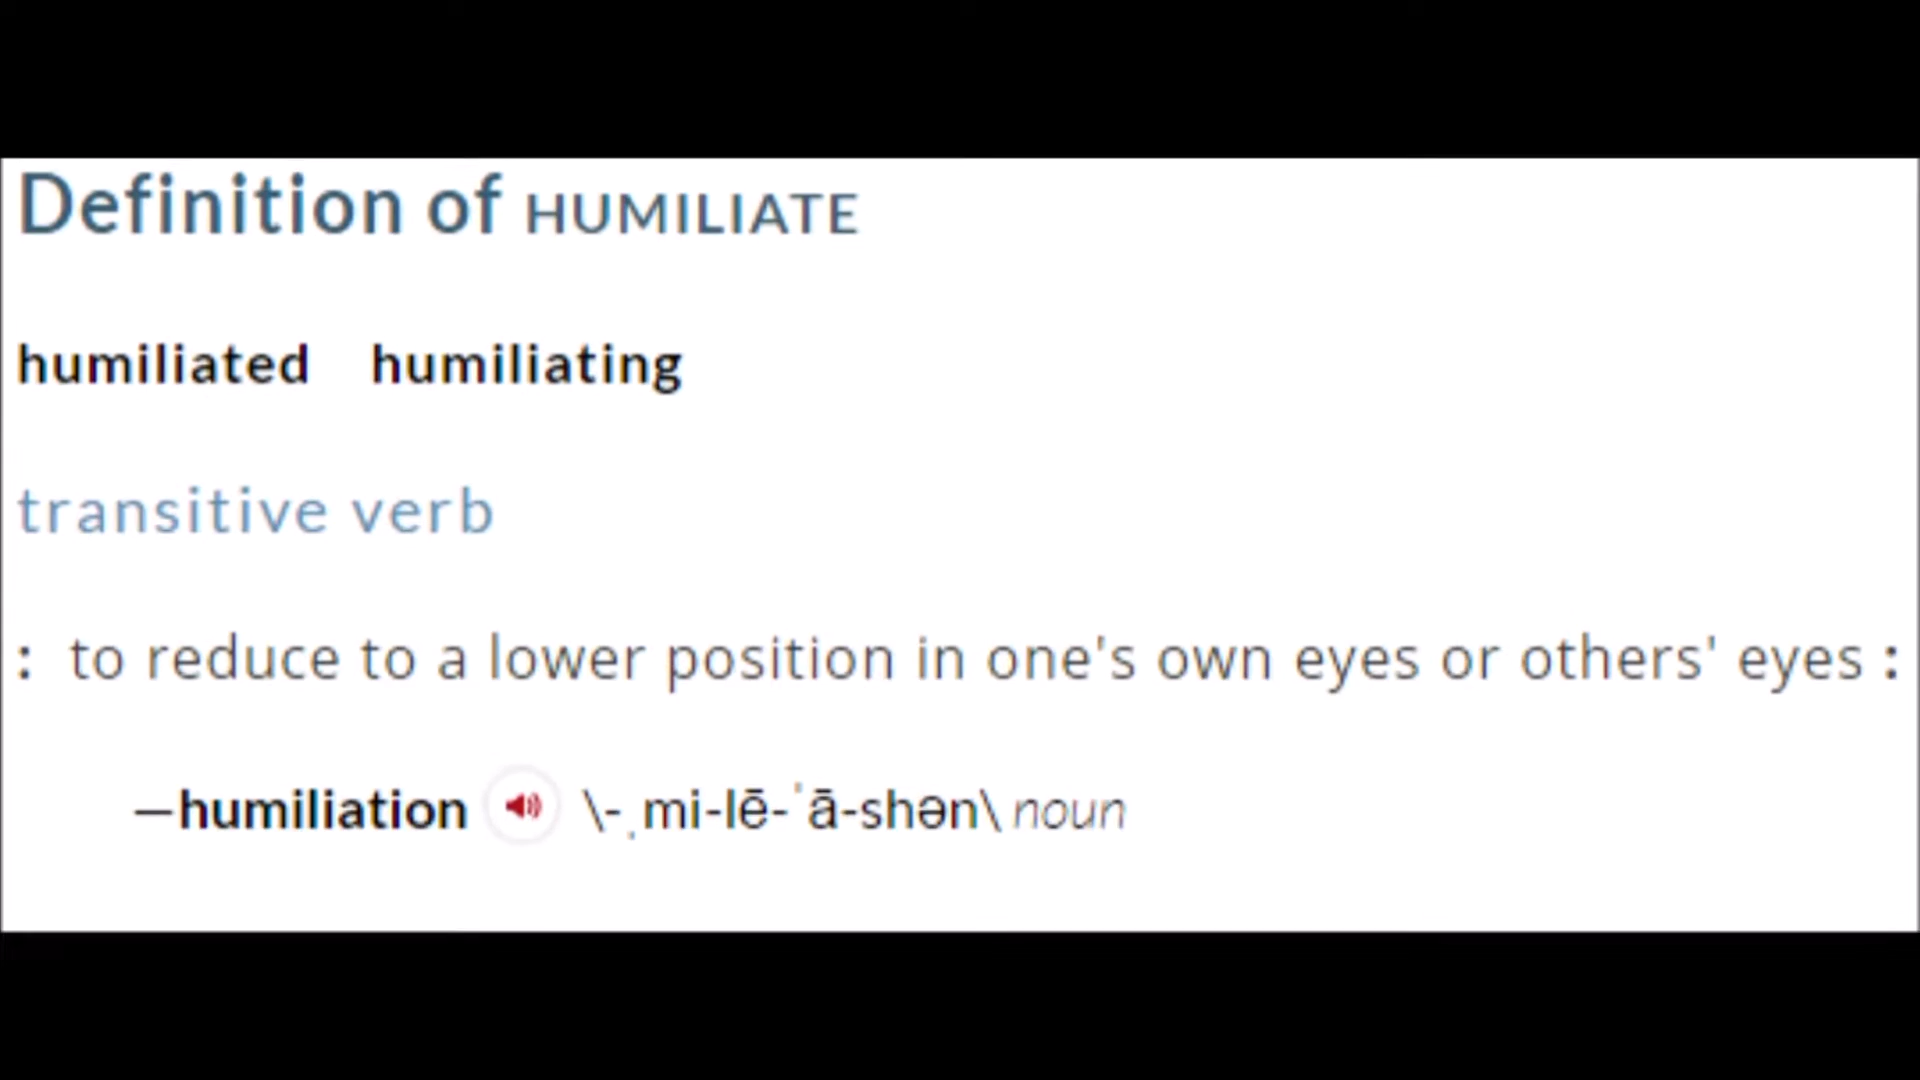 Definition of HUMILIATE
humiliated humiliating
transitive verb
: to reduce to a lower position in one's own eyes or others' eyes :
—humiliation \-ˌmi-lē-ˈā-shən\ noun